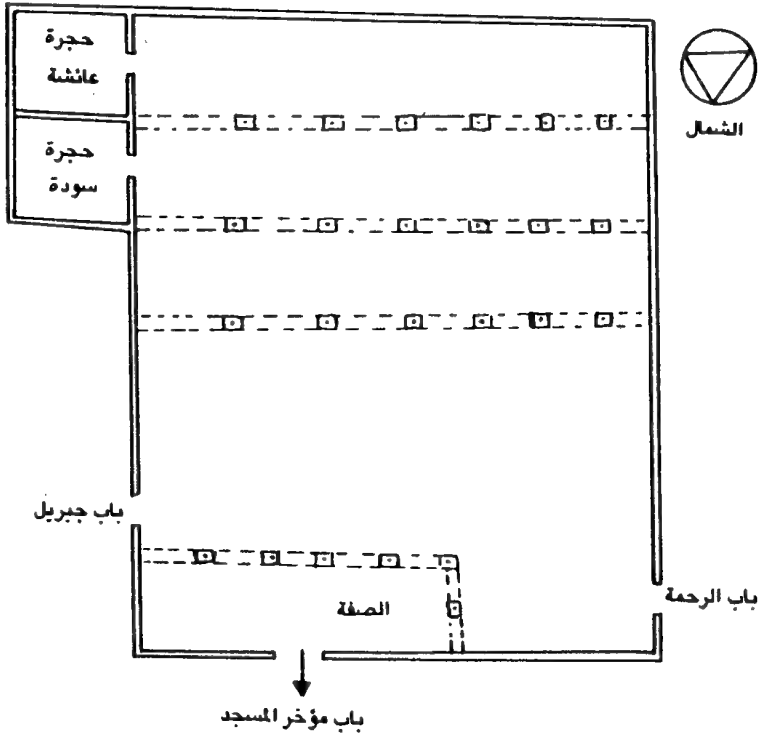 حجرة
عائشة
الشمال
حجرة
سودة
باب جبريل
باب الرحمة
الصفة
باب مؤخر المسجد